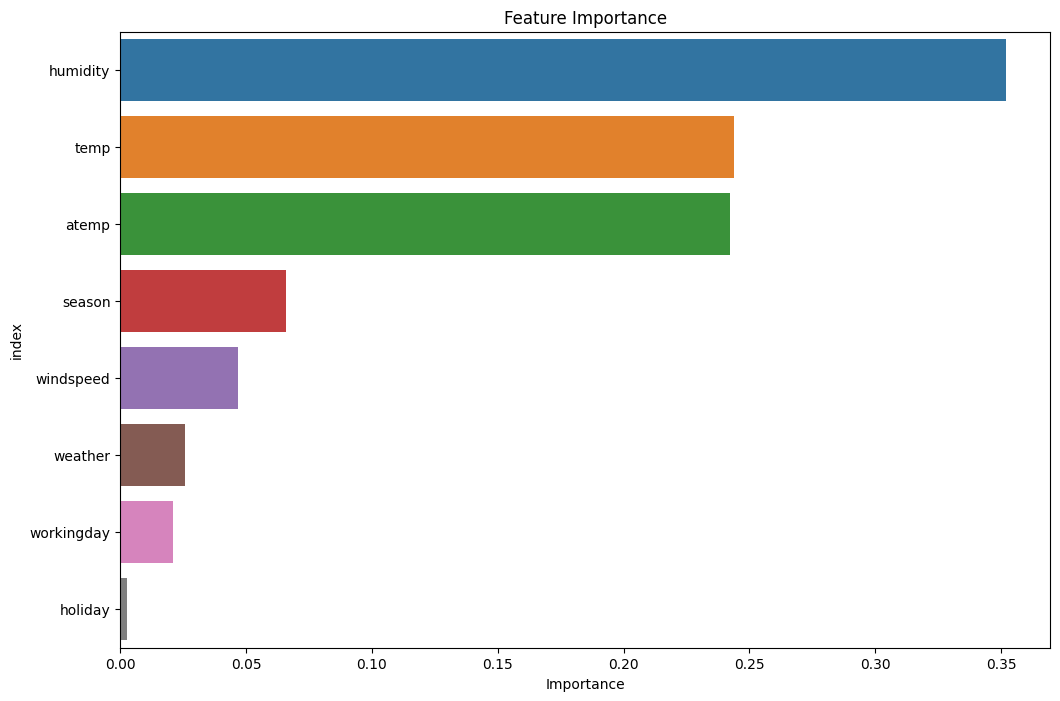 Feature Importance
humidity
temp
atemp
season
windspeed
weather
workingday
holiday
index
0.00 0.05 0.10 0.15 0.20 0.25 0.30 0.35
Importance